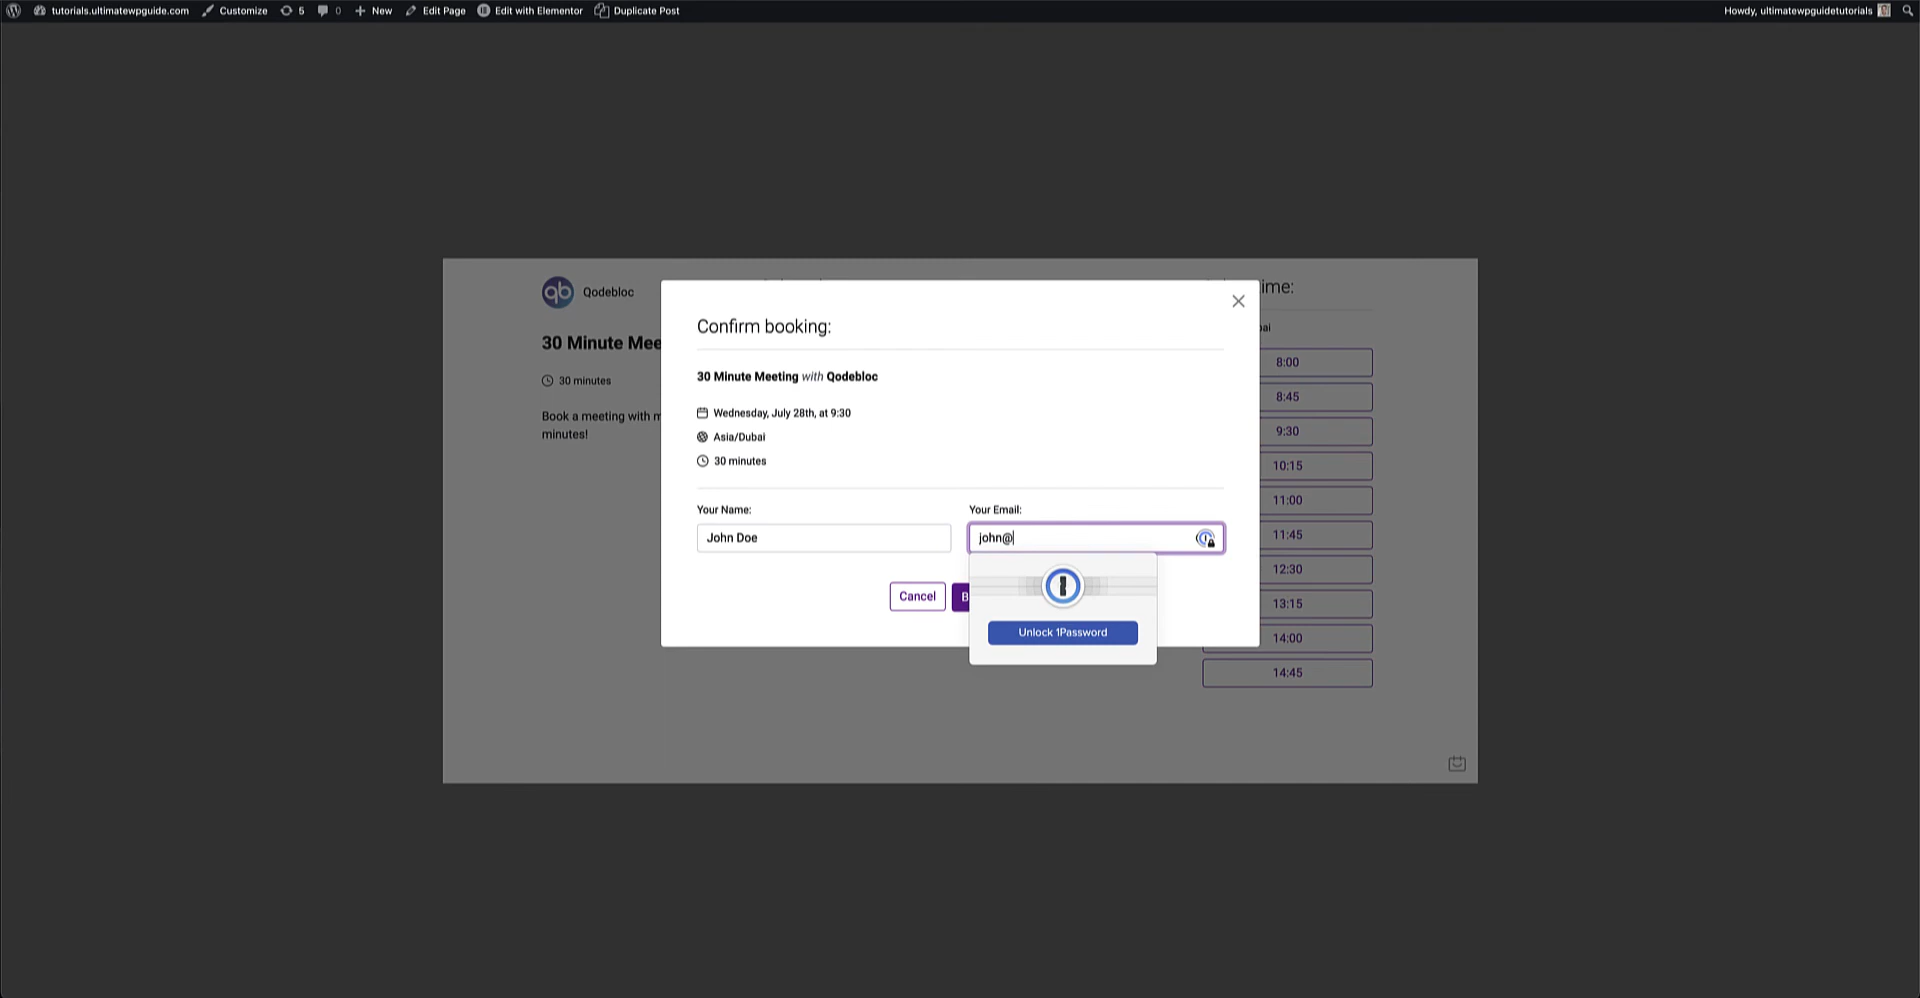 tutorials.ultimatewpguide.com Customize 5 0 New Edit Page Edit with Elementor Duplicate Post Howdy, ultimatewpguidetutorials
qb Qodebloc
30 Minute
30 minutes
Book a meeting with
minutes!
Confirm booking:
30 Minute Meeting with Qodebloc
Wednesday, July 28th, at 9:30
Asia/Dubai
30 minutes
Your Name:
John Doe
Your Email:
john@
Cancel
Unlock 1Password
8:00
8:45
9:30
10:15
11:00
11:45
12:30
13:15
14:00
14:45